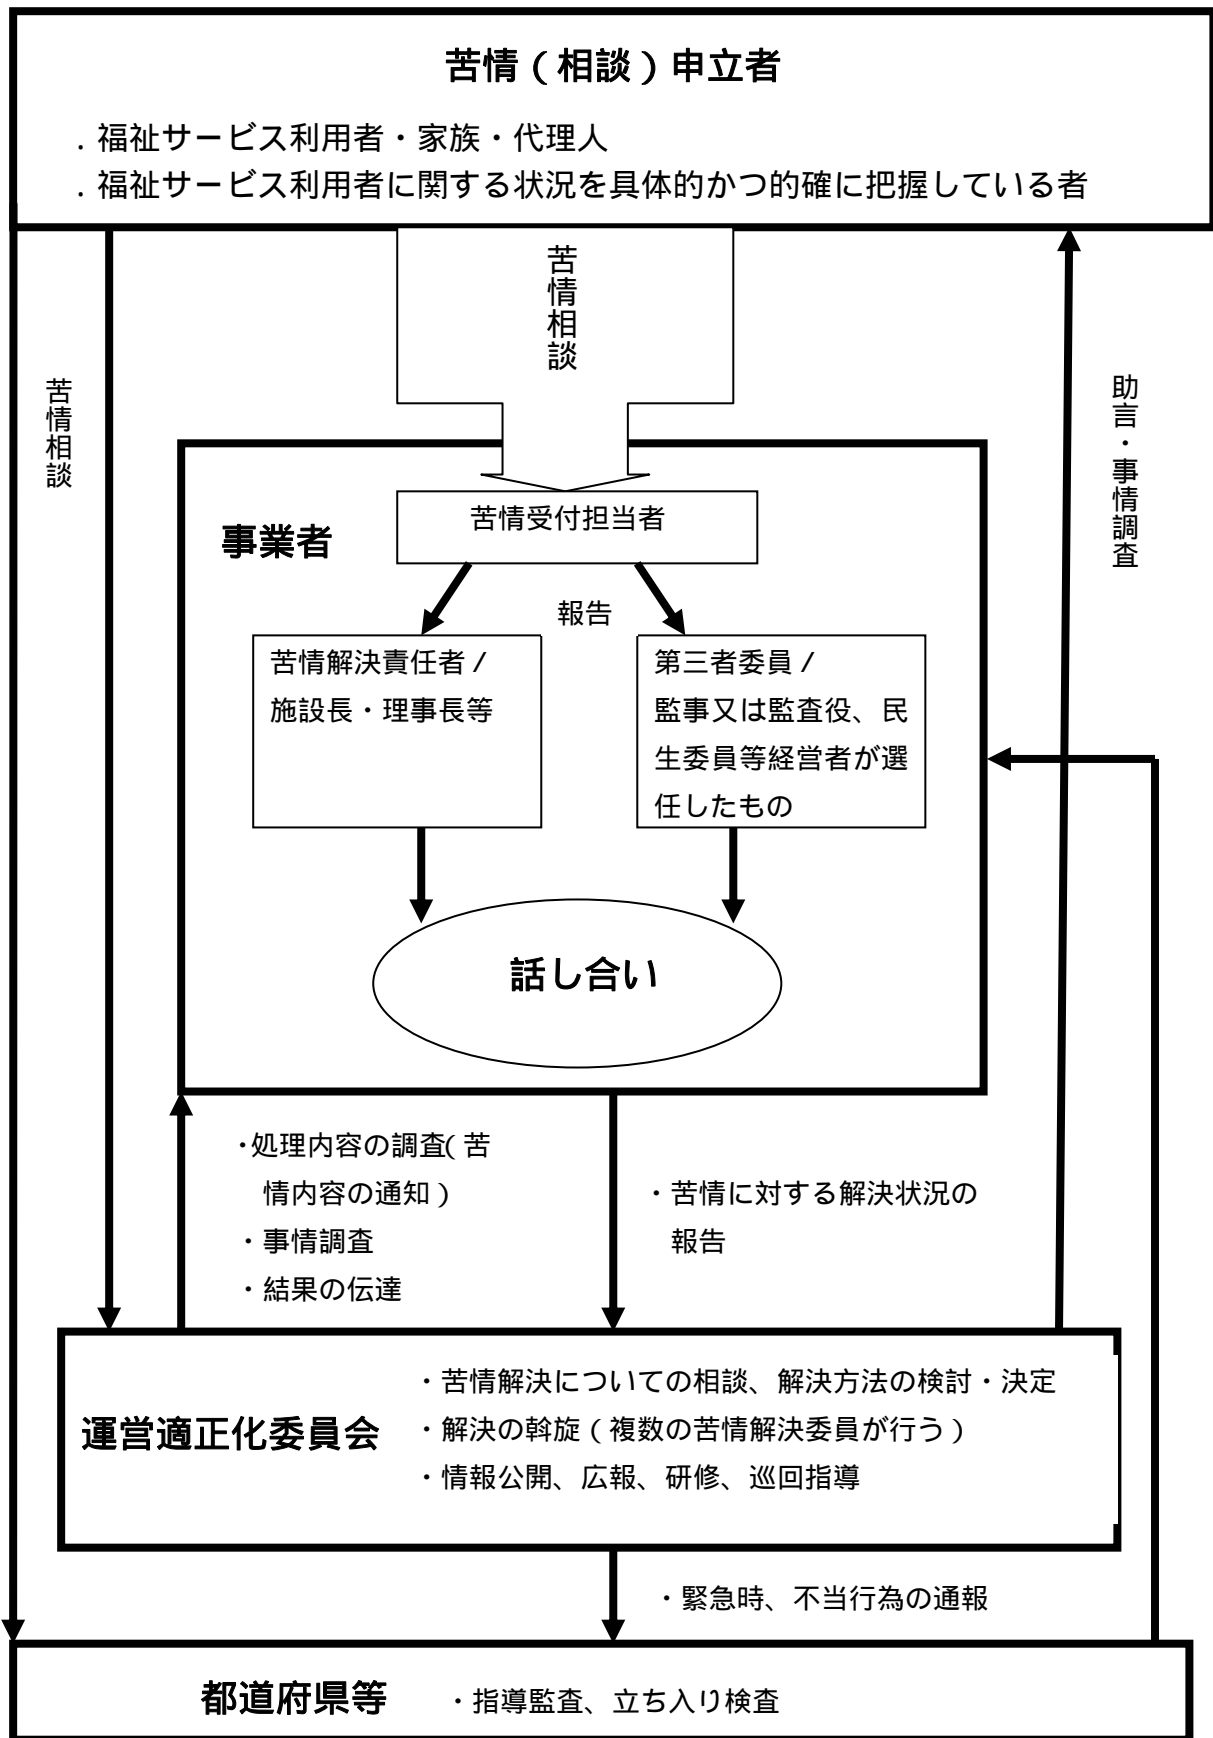 苦情（相談）申立者
．福祉サービス利用者・家族・代理人
．福祉サービス利用者に関する状況を具体的かつ的確に把握している者
苦情相談
苦情相談
助言・事情調査
事業者
苦情受付担当者
報告
苦情解決責任者／
施設長・理事長等
第三者委員／
監事又は監査役、民
生委員等経営者が選
任したもの
話し合い
・処理内容の調査（苦
情内容の通知）
・事情調査
・結果の伝達
・苦情に対する解決状況の
報告
運営適正化委員会
・苦情解決についての相談、解決方法の検討・決定
・解決の斡旋（複数の苦情解決委員が行う）
・情報公開、広報、研修、巡回指導
・緊急時、不当行為の通報
都道府県等
・指導監査、立ち入り検査